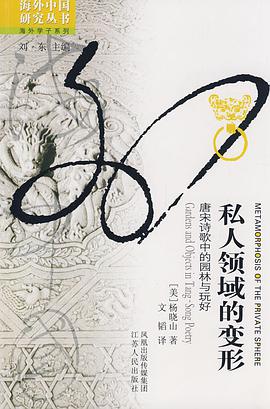 海外中国
研究丛书
海外学子系列
刘·东 主编
私人领域的变形
唐宋诗歌中的园林与玩好
METAMORPHOSIS OF THE PRIVATE SPHERE
Gardens and Objects in Tang-Song Poetry
[美]杨晓山 著
文韬 译
凤凰出版传媒集团
江苏人民出版社